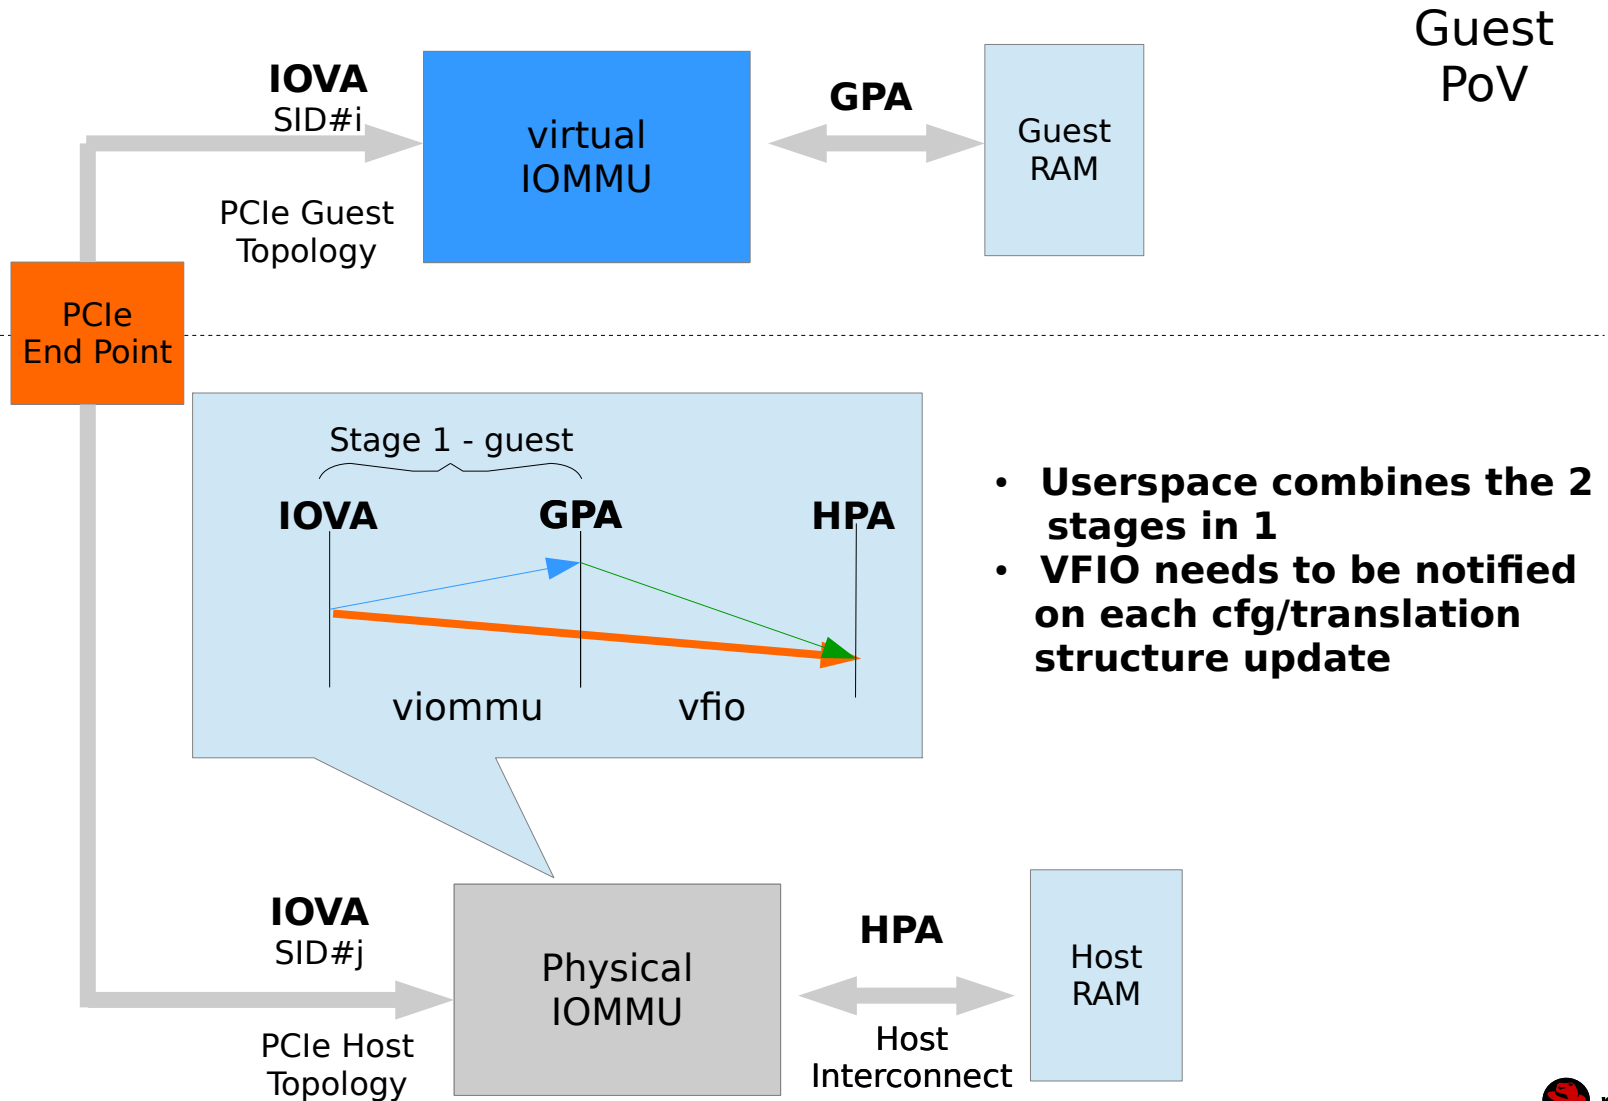 Guest
PoV
IOVA
SID#i
virtual
IOMMU
GPA
Guest
RAM
PCIe Guest
Topology
PCIe
End Point
Stage 1 - guest
IOVA
GPA
HPA
viommu
vfio
• Userspace combines the 2
stages in 1
• VFIO needs to be notified
on each cfg/translation
structure update
IOVA
SID#j
Physical
IOMMU
HPA
Host
RAM
PCIe Host
Topology
Host
Interconnect